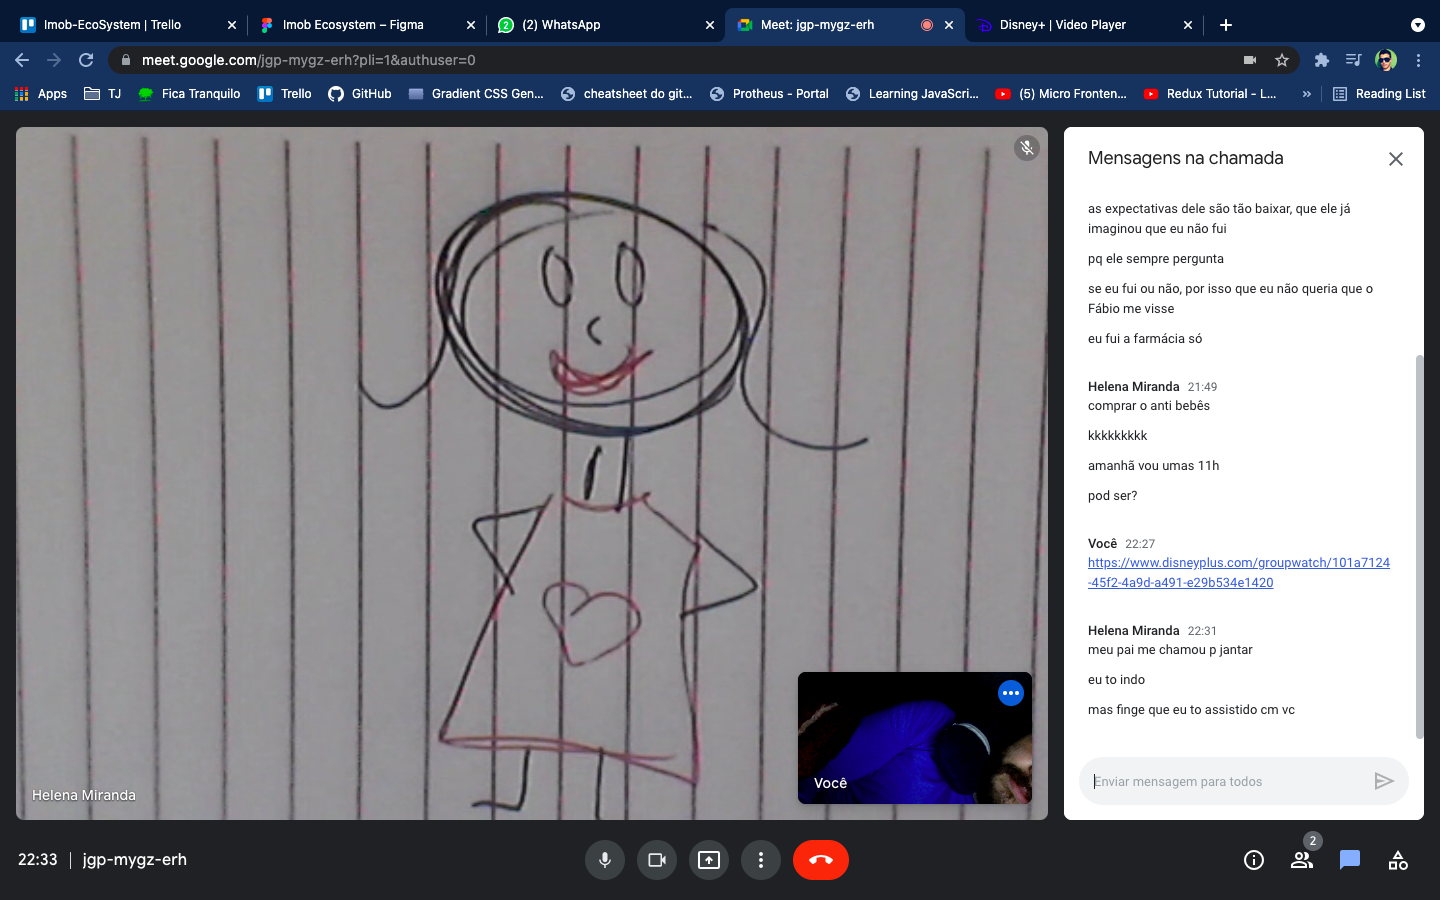 Imob-EcoSystem | Trello
Imob Ecosystem – Figma
(2) WhatsApp
Meet: jgp-mygz-erh
Disney+ | Video Player
meet.google.com/jgp-mygz-erh?pli=1&authuser=0
Apps
TJ
Fica Tranquilo
Trello
GitHub
Gradient CSS Gen...
cheatsheet do git...
Protheus - Portal
Learning JavaScri...
(5) Micro Fronten...
Redux Tutorial - L...
»
Reading List
Mensagens na chamada
as expectativas dele são tão baixar, que ele já
imaginou que eu não fui
pq ele sempre pergunta
se eu fui ou não, por isso que eu não queria que o
Fábio me visse
eu fui a farmácia só
Helena Miranda 21:49
comprar o anti bebês
kkkkkkkkk
amanhã vou umas 11h
pod ser?
Você 22:27
https://www.disneyplus.com/groupwatch/101a7124
-45f2-4a9d-a491-e29b534e1420
Helena Miranda 22:31
meu pai me chamou p jantar
eu to indo
mas finge que eu to assistido cm vc
Enviar mensagem para todos
Helena Miranda
Você
22:33 | jgp-mygz-erh
2